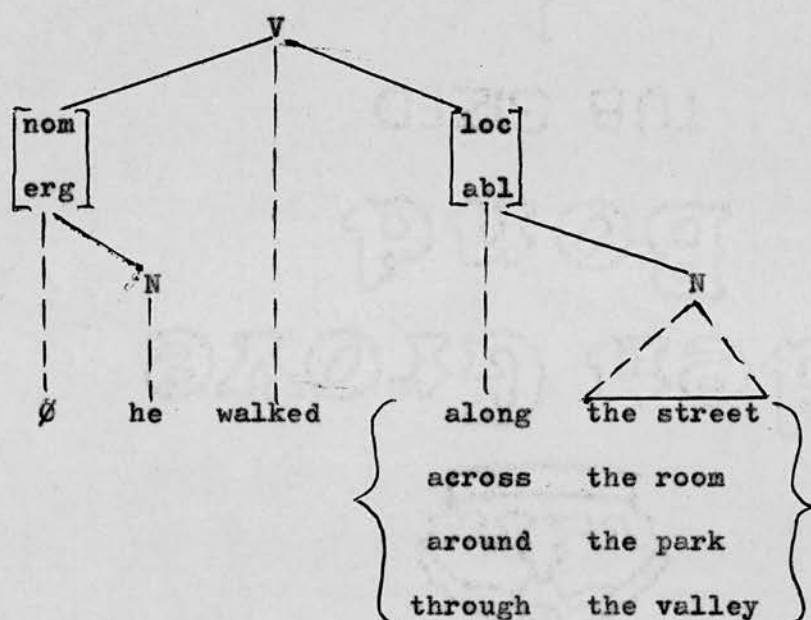 V
nom loc
erg abl
N N
Ø he walked along the street
across the room
around the park
through the valley